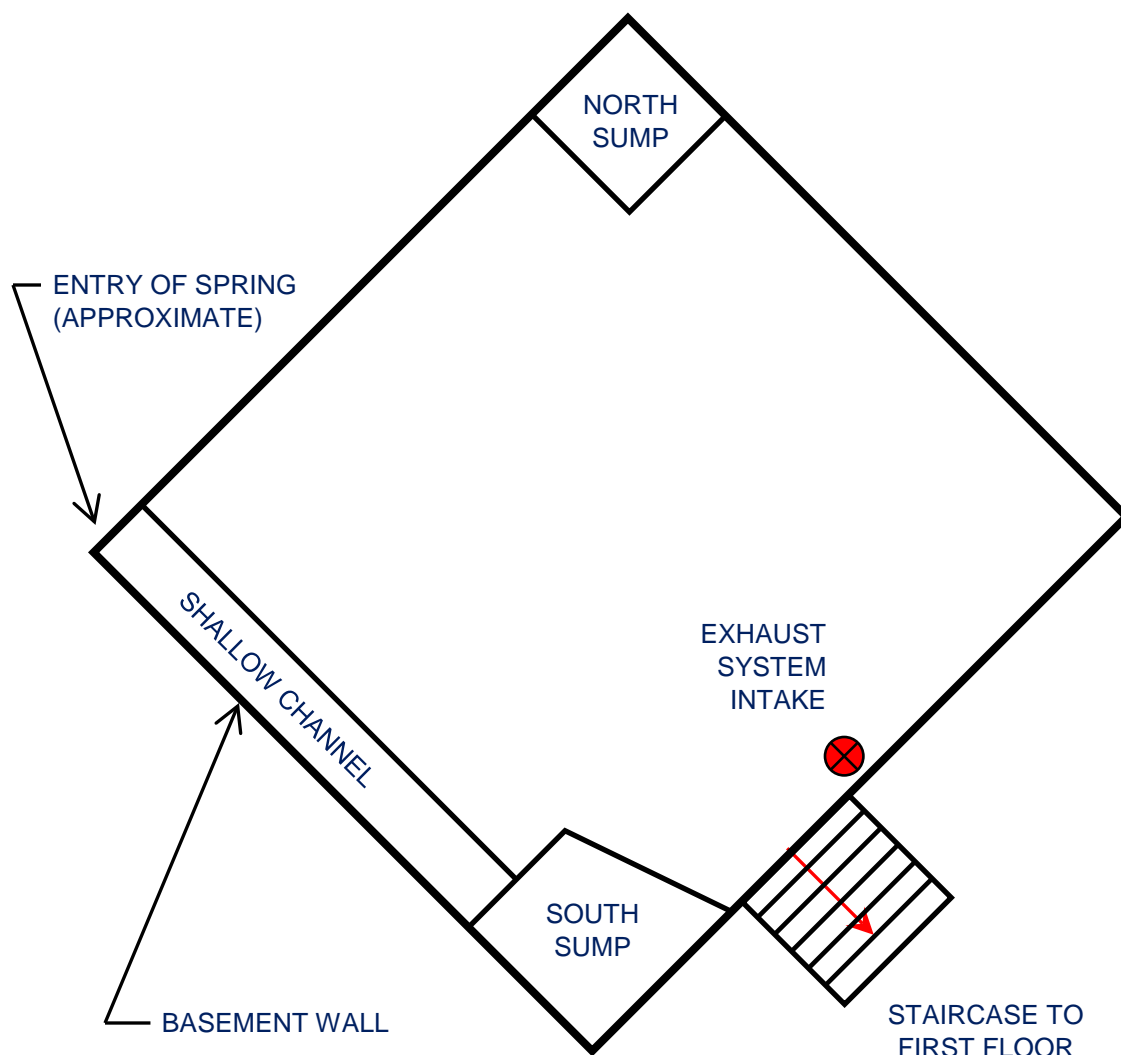 NORTH
SUMP
ENTRY OF SPRING
(APPROXIMATE)
SHALLOW CHANNEL
EXHAUST
SYSTEM
INTAKE
SOUTH
SUMP
BASEMENT WALL
STAIRCASE TO
FIRST FLOOR